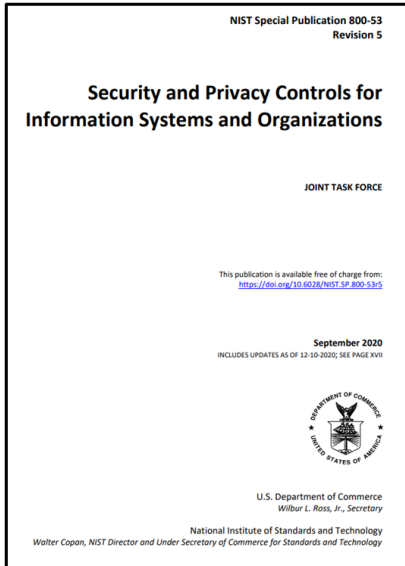 NIST Special Publication 800-53
Revision 5
Security and Privacy Controls for
Information Systems and Organizations
JOINT TASK FORCE
This publication is available free of charge from:
https://doi.org/10.6028/NIST.SP.800-53r5
September 2020
INCLUDES UPDATES AS OF 12-10-2020; SEE PAGE XVII
DEPARTMENT OF COMMERCE
UNITED STATES OF AMERICA
U.S. Department of Commerce
Wilbur L. Ross, Jr., Secretary
National Institute of Standards and Technology
Walter Copan, NIST Director and Under Secretary of Commerce for Standards and Technology